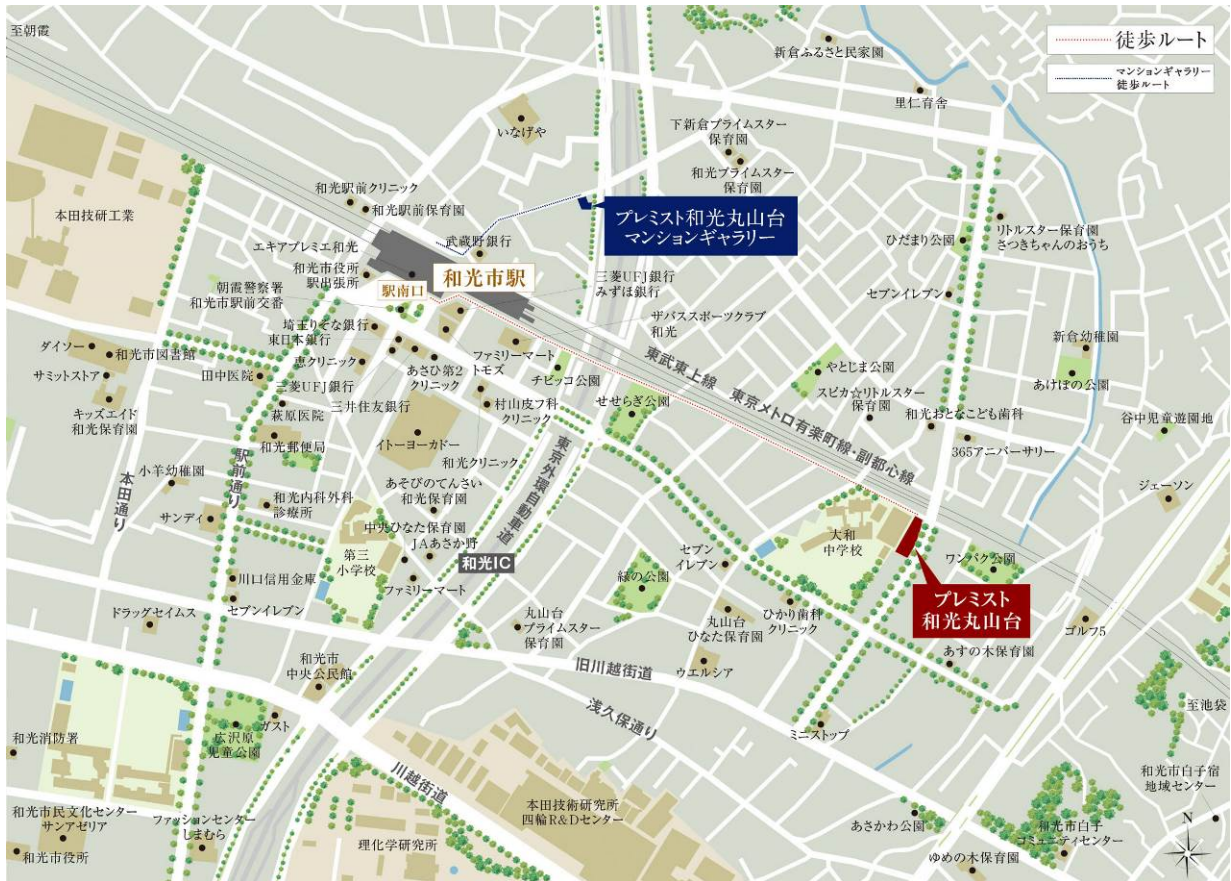 至朝霞
徒歩ルート
マンションギャラリー
徒歩ルート
新倉ふるさと民家園
里仁育舎
いなげや
下新倉プライムスター
保育園
和光プライムスター
保育園
本田技研工業
和光駅前クリニック
和光駅前保育園
プレミスト和光丸山台
マンションギャラリー
武蔵野銀行
エキアプレミエ和光
和光市役所
駅出張所
和光市駅
駅南口
三菱UFJ銀行
みずほ銀行
リトルスター保育園
さつきちゃんのおうち
ひだまり公園
朝霞警察署
和光市駅前交番
セブンイレブン
ザバススポーツクラブ
和光
埼玉りそな銀行
東日本銀行
新倉幼稚園
ダイソー
和光市図書館
恵クリニック
ファミリーマート
トモズ
東武東上線
東京メトロ有楽町線・副都心線
やとじま公園
サミットストア
田中医院
あさひ第2
クリニック
チビッコ公園
あけぼの公園
三菱UFJ銀行
スピカ☆リトルスター
保育園
キッズエイド
和光保育園
萩原医院
三井住友銀行
村山皮フ科
クリニック
せせらぎ公園
和光おとなこども歯科
谷中児童遊園地
和光郵便局
イトーヨーカドー
365アニバーサリー
小羊幼稚園
本田通り
駅前通り
和光クリニック
東京外環自動車道
あそびのてんさい
和光保育園
ジェーソン
サンディ
和光内科外科
診療所
中央ひなた保育園
JAあさか野
大和
中学校
第三
小学校
和光IC
セブン
イレブン
ワンパク公園
川口信用金庫
ファミリーマート
緑の公園
プレミスト
和光丸山台
セブンイレブン
ドラッグセイムス
丸山台
プライムスター
保育園
丸山台
ひなた保育園
ひかり歯科
クリニック
ゴルフ5
あすの木保育園
和光市
中央公民館
旧川越街道
ウエルシア
浅久保通り
至池袋
ガスト
広沢原
児童公園
ミニストップ
和光消防署
川越街道
和光市白子宿
地域センター
和光市民文化センター
サンアゼリア
ファッションセンター
しまむら
本田技術研究所
四輪R&Dセンター
理化学研究所
あさかわ公園
和光市白子
コミュニティセンター
N
和光市役所
ゆめの木保育園